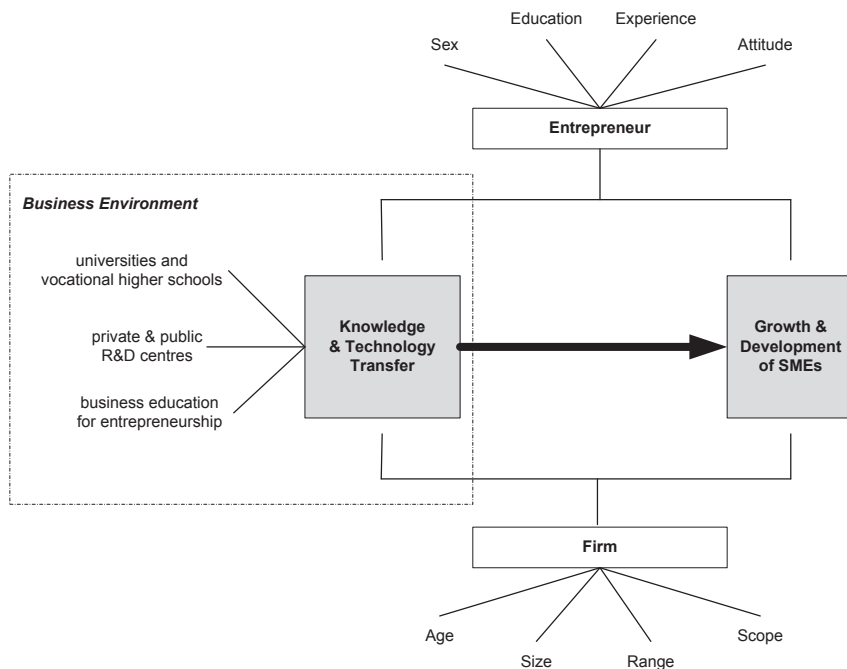 Education
Experience
Sex
Attitude
Entrepreneur
Business Environment
universities and
vocational higher schools
private & public
R&D centres
business education
for entrepreneurship
Knowledge
& Technology
Transfer
Growth &
Development
of SMEs
Firm
Age
Size
Range
Scope